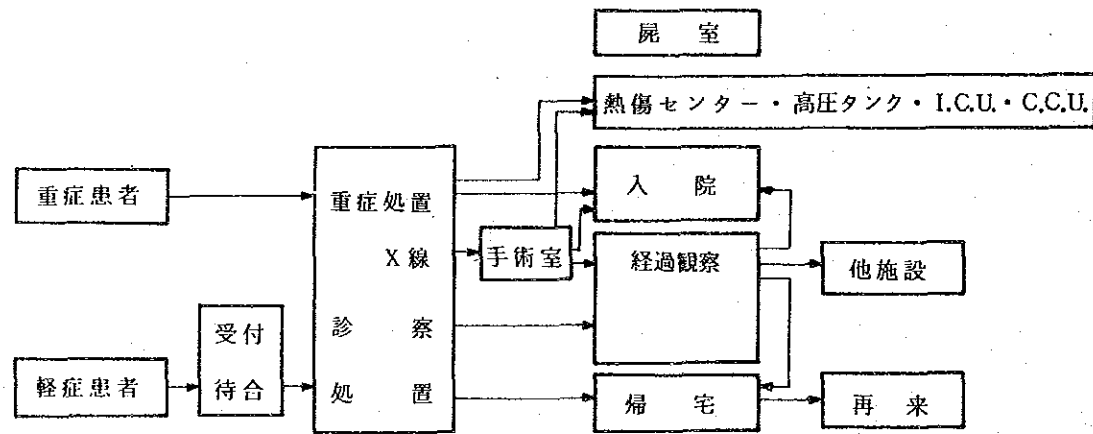 屍室
熱傷センター・高圧タンク・I.C.U.・C.C.U.
重症患者
重症処置
入院
X線
手術室
経過観察
他施設
受付
診察
軽症患者
待合
処置
帰宅
再来